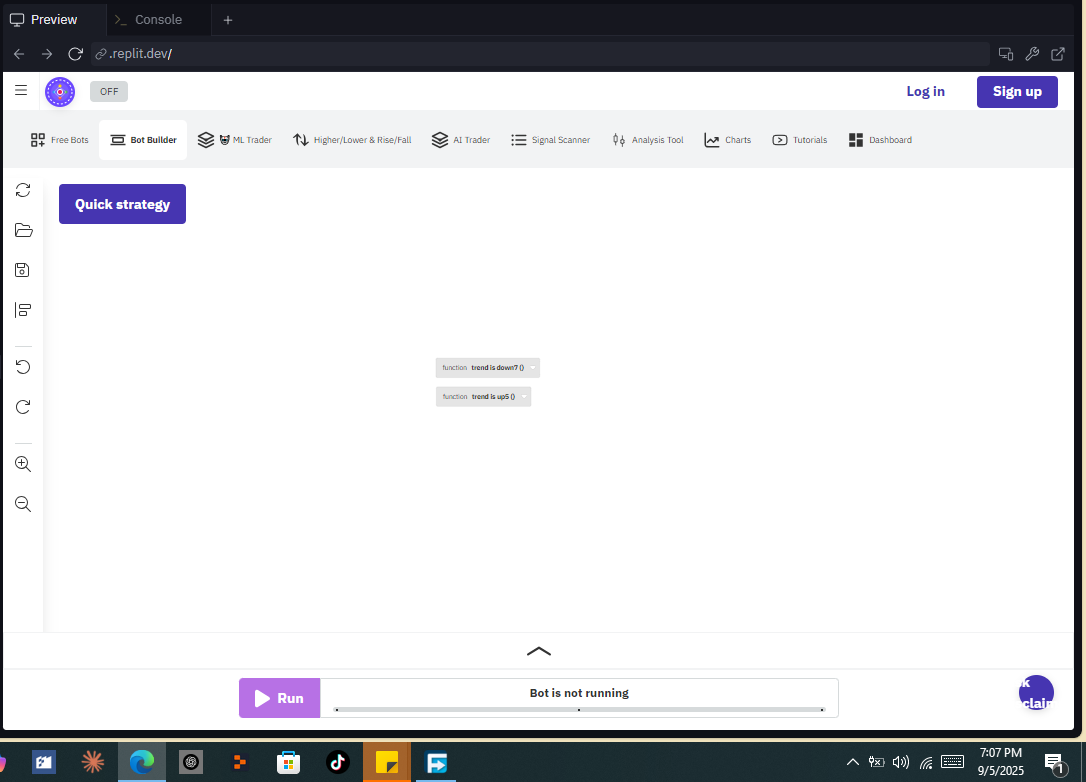 Preview
>_ Console
+
.replit.dev/
OFF
Log in
Sign up
Free Bots
Bot Builder
ML Trader
Higher/Lower & Rise/Fall
AI Trader
Signal Scanner
Analysis Tool
Charts
Tutorials
Dashboard
Quick strategy
function trend is down7 ()
function trend is up5 ()
Run
Bot is not running
k
clain
7:07 PM
9/5/2025
1